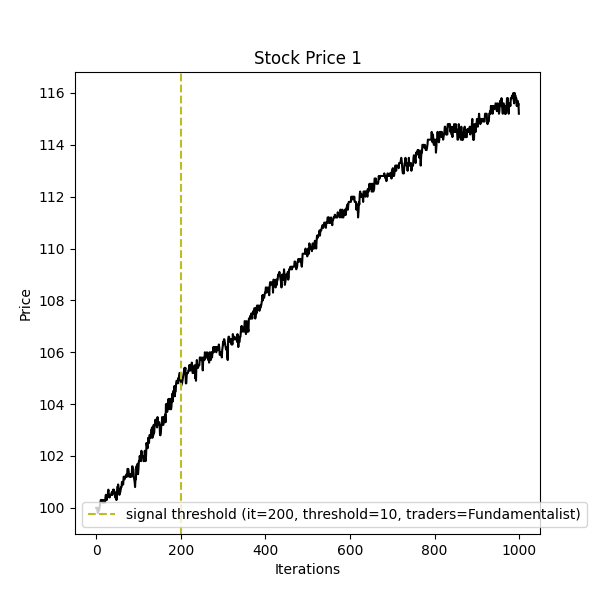 Stock Price 1
116
114
112
110
108
106
104
102
100
Price
signal threshold (it=200, threshold=10, traders=Fundamentalist)
0 200 400 600 800 1000
Iterations